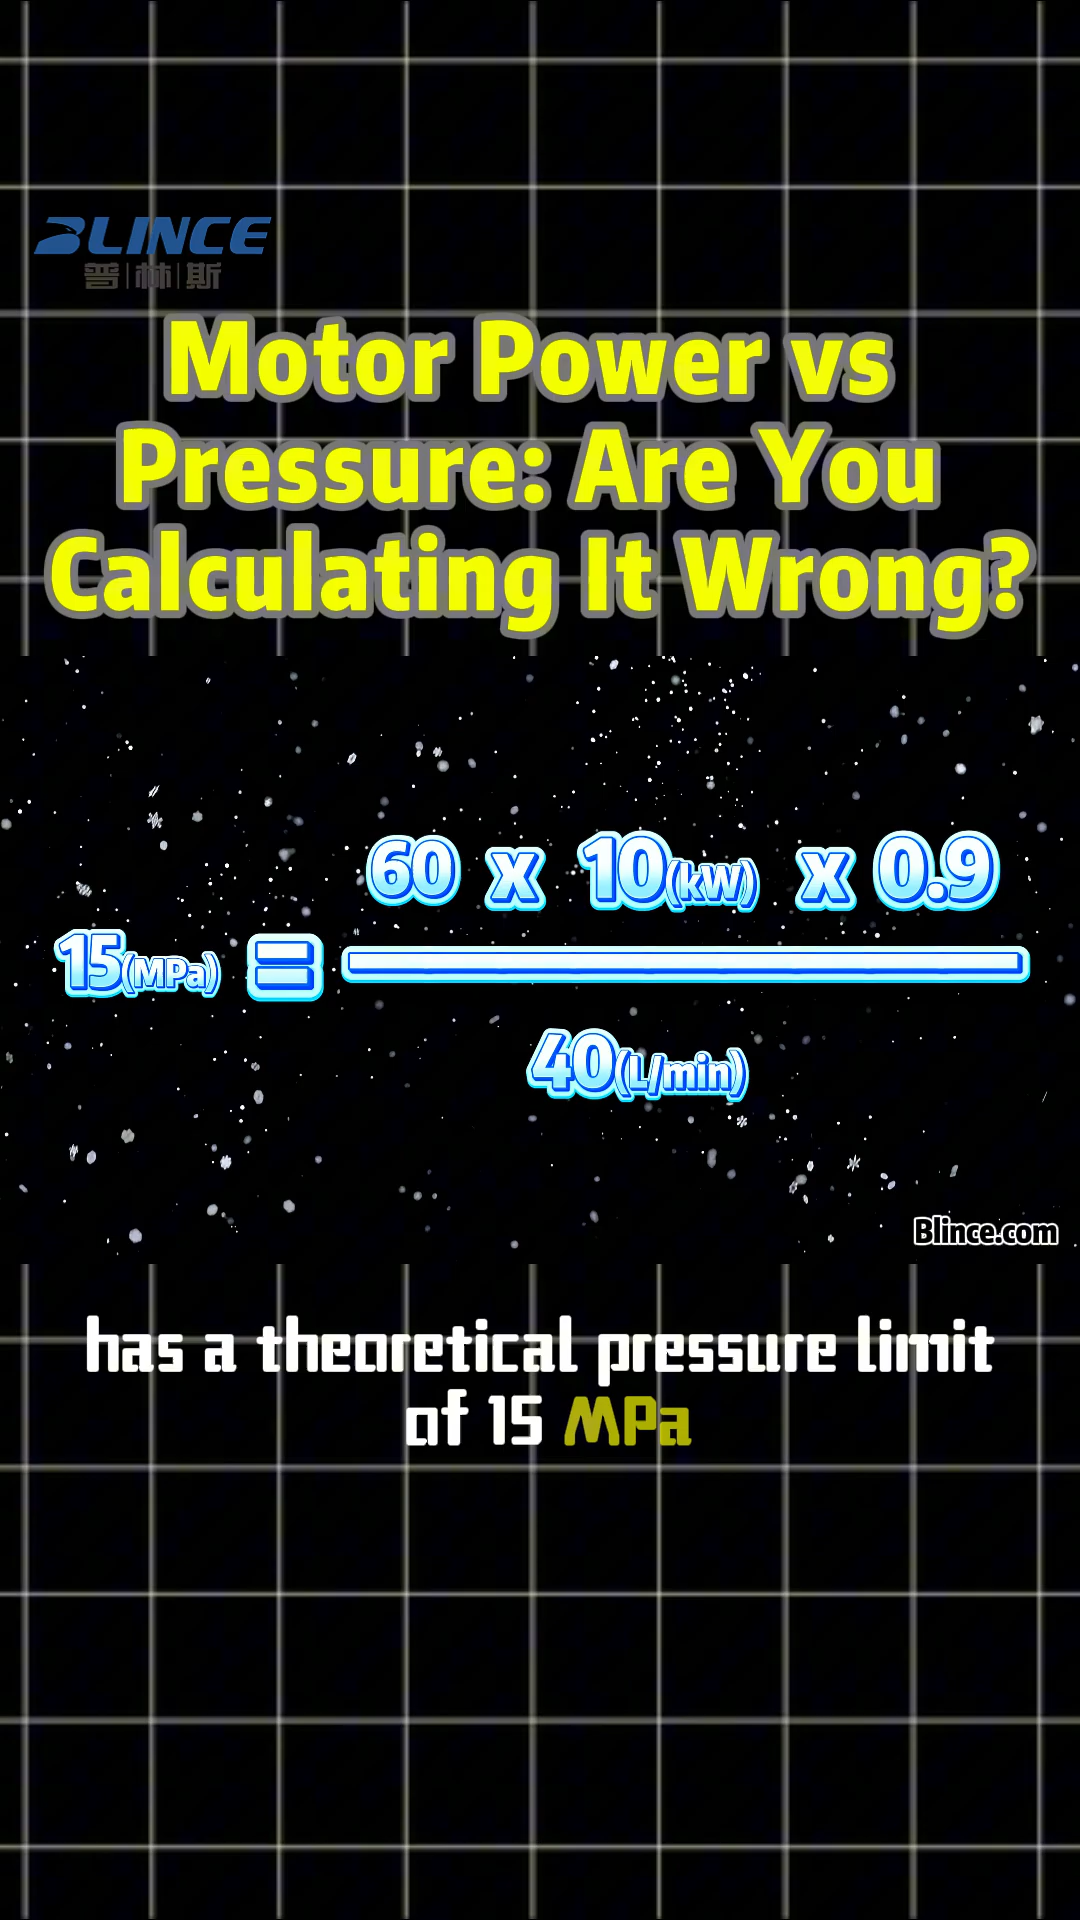 BLINCE
普林斯
Motor Power vs
Pressure: Are You
Calculating It Wrong?
60 x 10(kW) x 0.9
15(MPa) =
40(L/min)
Blince.com
has a theoretical pressure limit
of 15 MPa